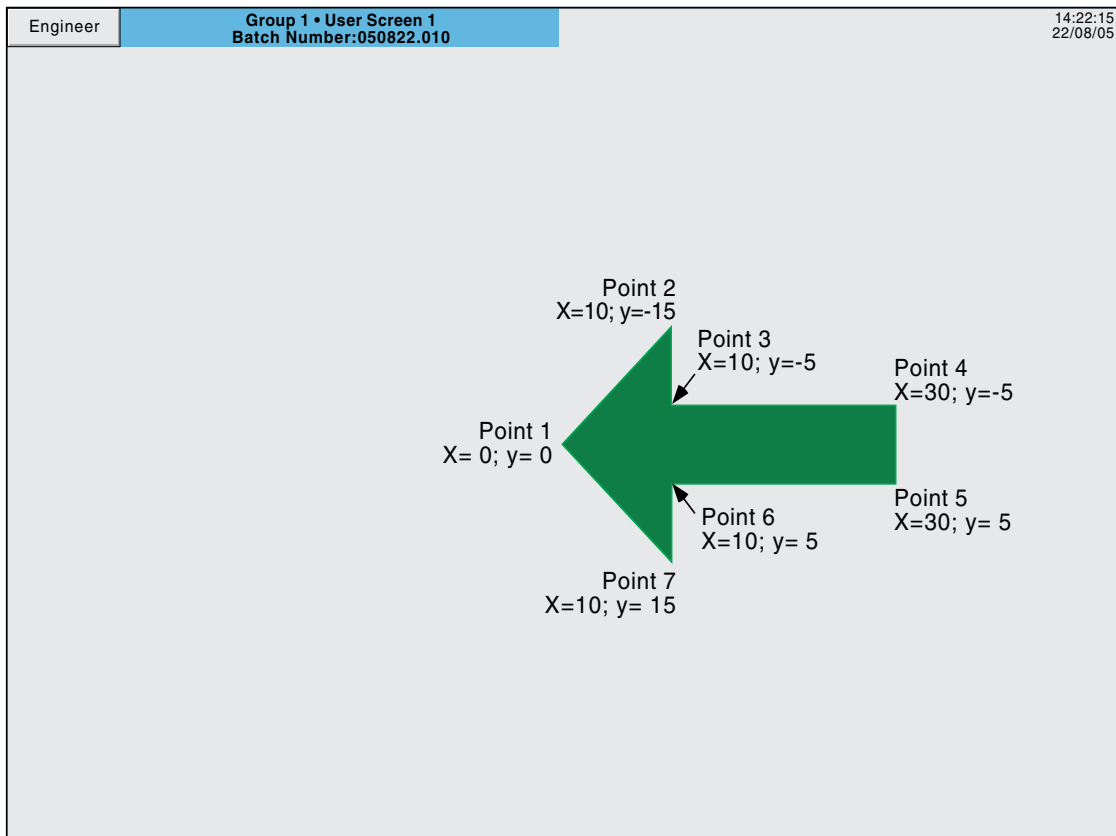 Engineer
Group 1 • User Screen 1
Batch Number:050822.010
14:22:15
22/08/05
Point 2
X=10; y=-15
Point 3
X=10; y=-5
Point 4
X=30; y=-5
Point 1
X= 0; y= 0
Point 5
X=30; y= 5
Point 6
X=10; y= 5
Point 7
X=10; y= 15